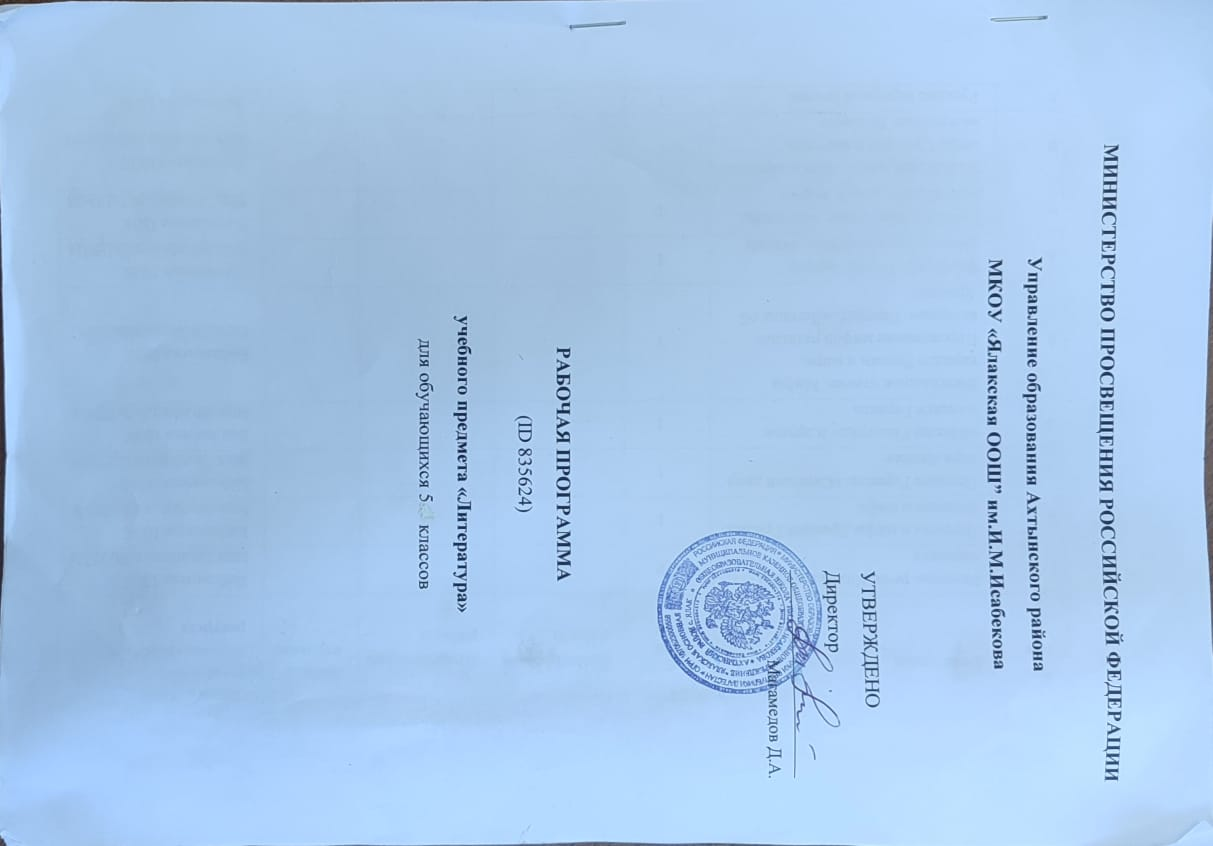 МИНИСТЕРСТВО ПРОСВЕЩЕНИЯ РОССИЙСКОЙ ФЕДЕРАЦИИ
Управление образования Ахтынского района
МКОУ «Ялакская ООШ” им.И.М.Исабекова
УТВЕРЖДЕНО
Директор
Магамедов Д.А.
РАБОЧАЯ ПРОГРАММА
(ID 835624)
учебного предмета «Литература»
для обучающихся 5 классов